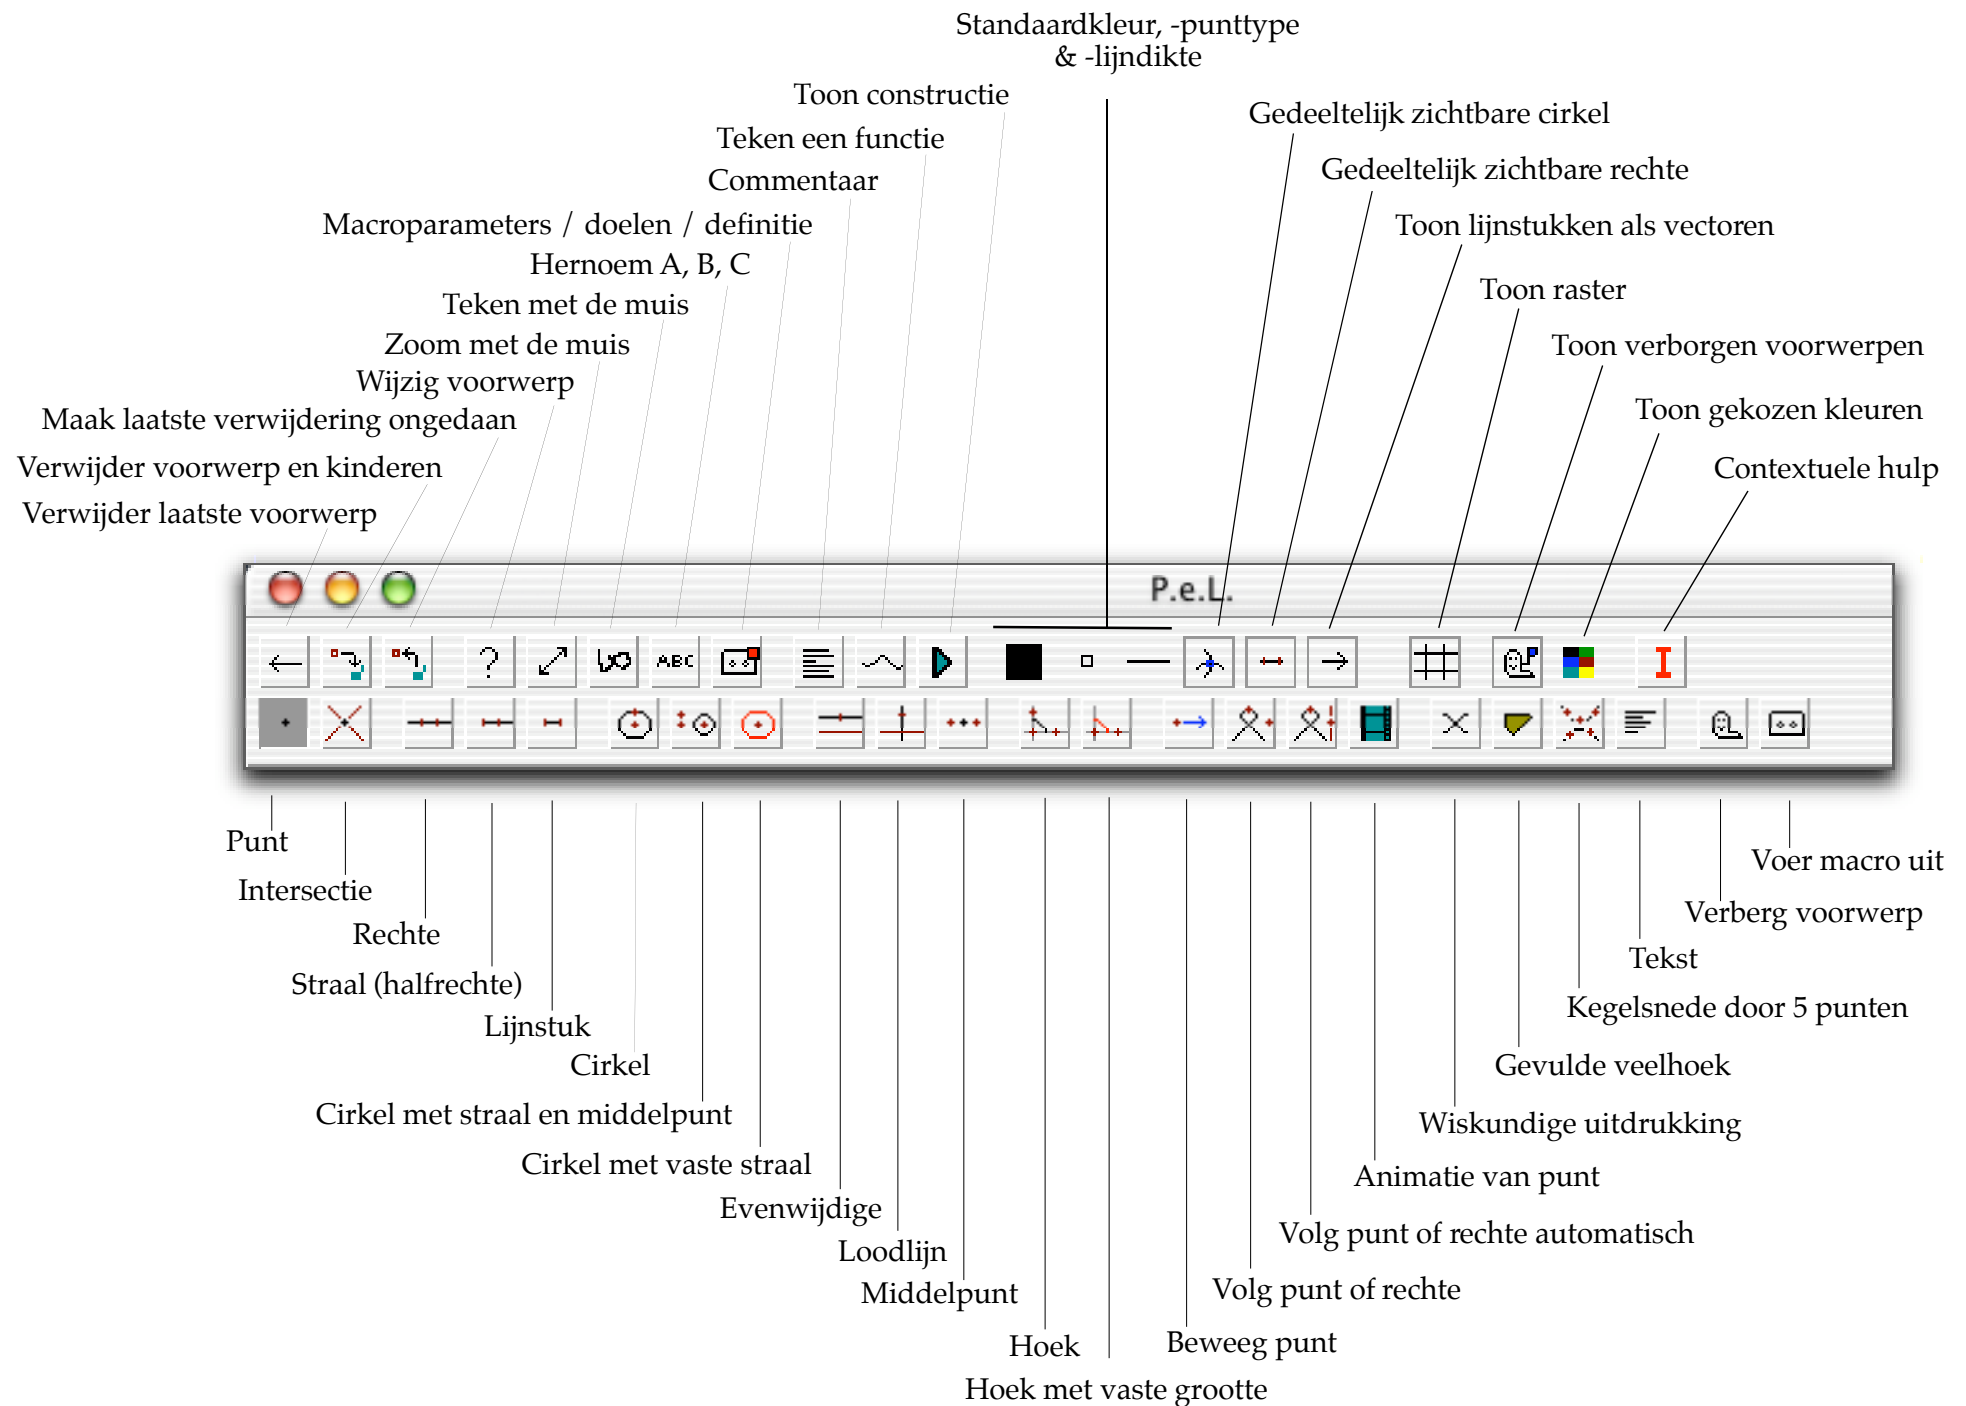 Standaardkleur, -punttype
& -lijndikte
Toon constructie
Teken een functie
Commentaar
Macroparameters / doelen / definitie
Hernoem A, B, C
Teken met de muis
Zoom met de muis
Wijzig voorwerp
Maak laatste verwijdering ongedaan
Verwijder voorwerp en kinderen
Verwijder laatste voorwerp
Gedeeltelijk zichtbare cirkel
Gedeeltelijk zichtbare rechte
Toon lijnstukken als vectoren
Toon raster
Toon verborgen voorwerpen
Toon gekozen kleuren
Contextuele hulp
P.e.L.
?
ABC
Punt
Intersectie
Rechte
Straal (halfrechte)
Lijnstuk
Cirkel
Cirkel met straal en middelpunt
Cirkel met vaste straal
Evenwijdige
Loodlijn
Middelpunt
Hoek
Hoek met vaste grootte
Beweeg punt
Volg punt of rechte
Volg punt of rechte automatisch
Animatie van punt
Wiskundige uitdrukking
Gevulde veelhoek
Kegelsnede door 5 punten
Tekst
Verberg voorwerp
Voer macro uit